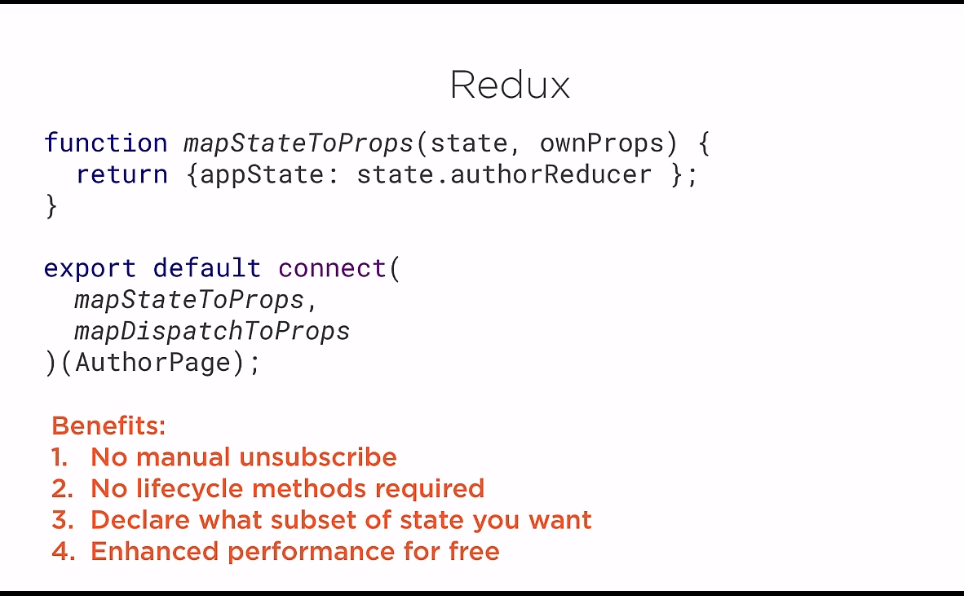 Redux
function mapStateToProps(state, ownProps) {
  return {appState: state.authorReducer };
}
export default connect(
  mapStateToProps,
  mapDispatchToProps
)(AuthorPage);
Benefits:
1. No manual unsubscribe
2. No lifecycle methods required
3. Declare what subset of state you want
4. Enhanced performance for free